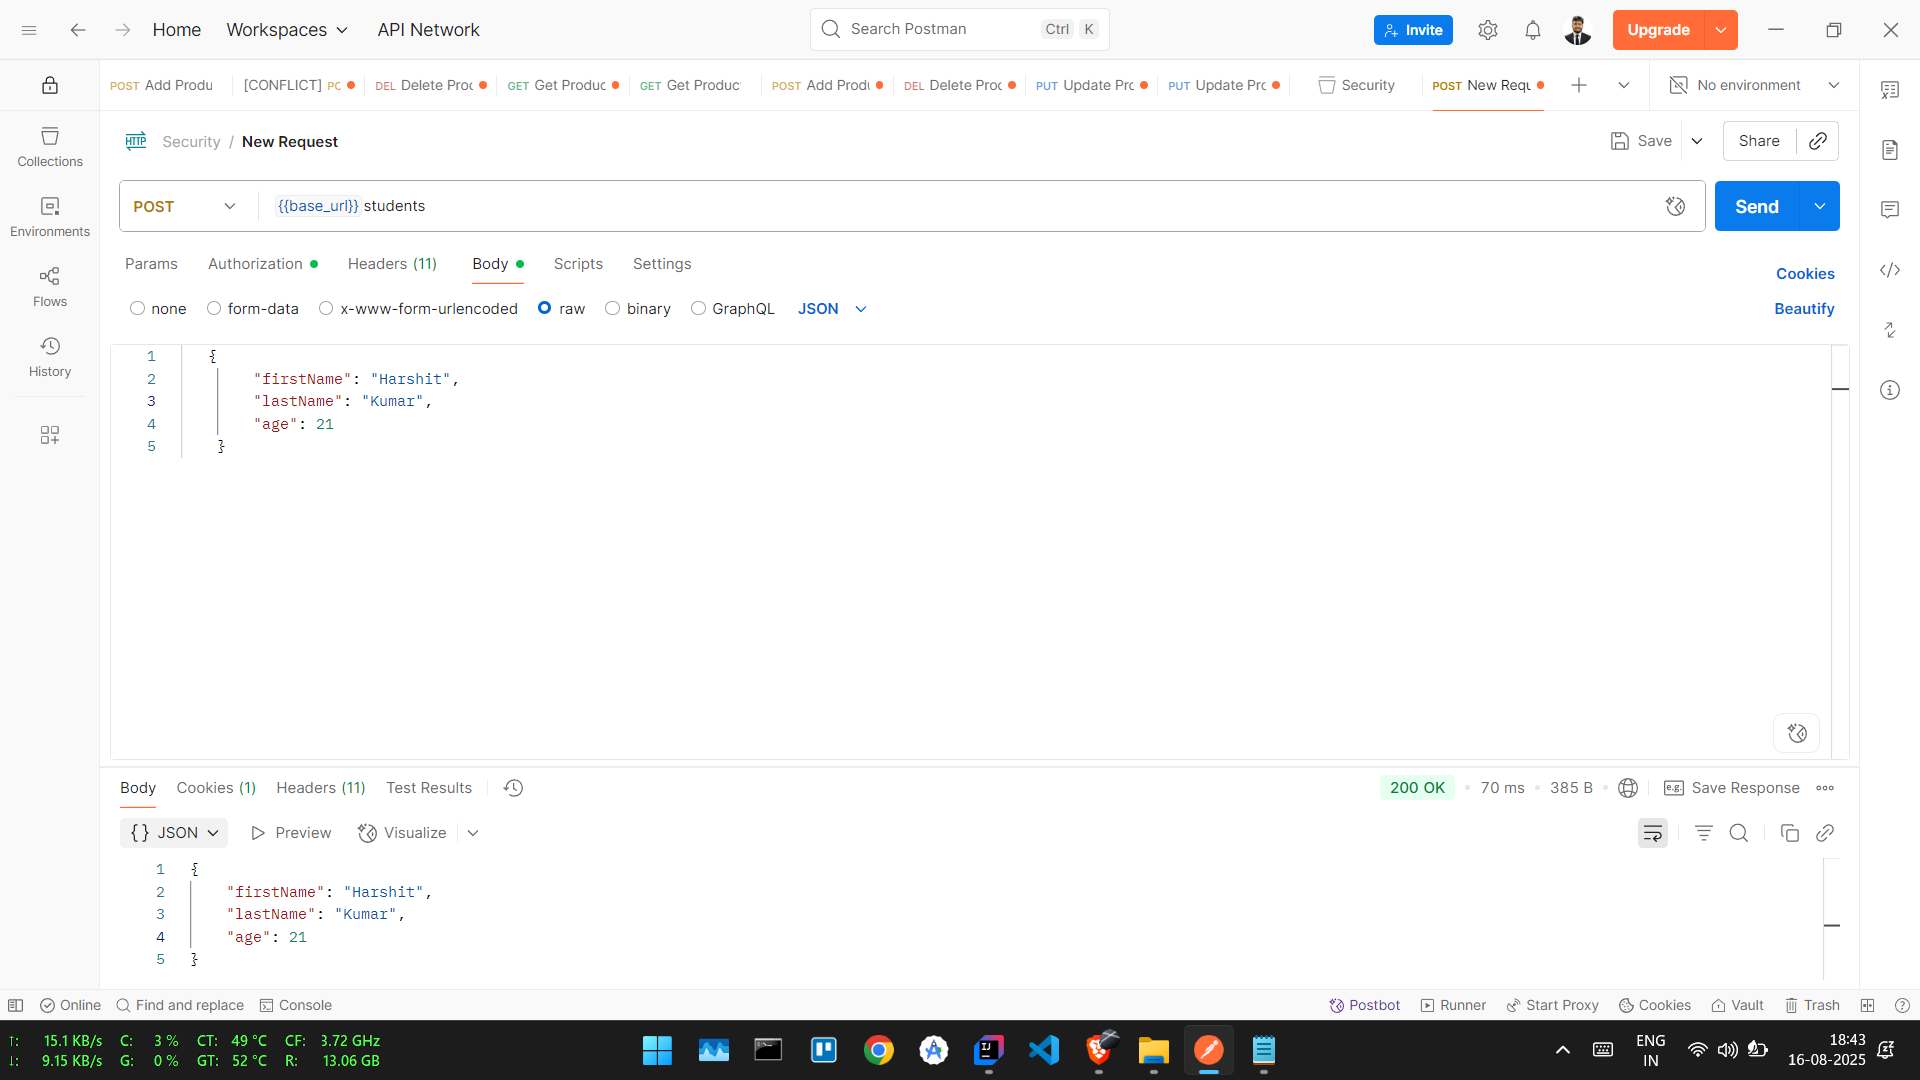 Home Workspaces API Network Search Postman Ctrl K Invite Upgrade
POST Add Produ [CONFLICT] PC DEL Delete Proc GET Get Produc GET Get Product POST Add Produ DEL Delete Proc PUT Update Prc PUT Update Prc Security POST New Requ No environment
HTTP Security / New Request Save Share
Collections
Environments
Flows
History
POST {{base_url}} students Send
Params Authorization Headers (11) Body Scripts Settings Cookies
none form-data x-www-form-urlencoded raw binary GraphQL JSON Beautify
1 {
2 "firstName": "Harshit",
3 "lastName": "Kumar",
4 "age": 21
5 }
Body Cookies (1) Headers (11) Test Results 200 OK • 70 ms • 385 B • e.g. Save Response
{} JSON Preview Visualize
1 {
2 "firstName": "Harshit",
3 "lastName": "Kumar",
4 "age": 21
5 }
Online Find and replace Console Postbot Runner Start Proxy Cookies Vault Trash
↑: 15.1 KB/s C: 3 % CT: 49 °C CF: 3.72 GHz
↓: 9.15 KB/s G: 0 % GT: 52 °C R: 13.06 GB
ENG
IN
18:43
16-08-2025